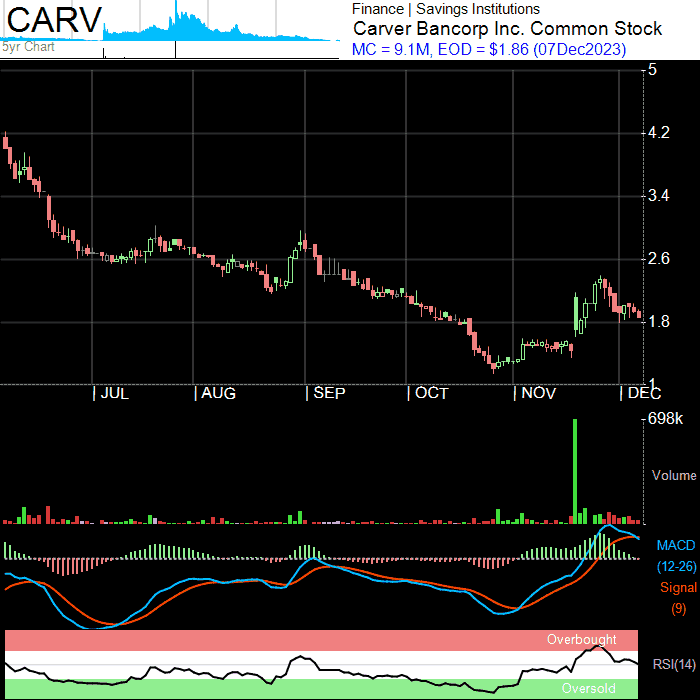 CARV
5yr Chart
Finance | Savings Institutions
Carver Bancorp Inc. Common Stock
MC = 9.1M, EOD = $1.86 (07Dec2023)
5
4.2
3.4
2.6
1.8
1
| JUL | AUG | SEP | OCT | NOV | DEC
698k
Volume
MACD
(12-26)
Signal
(9)
Overbought
RSI(14)
Oversold